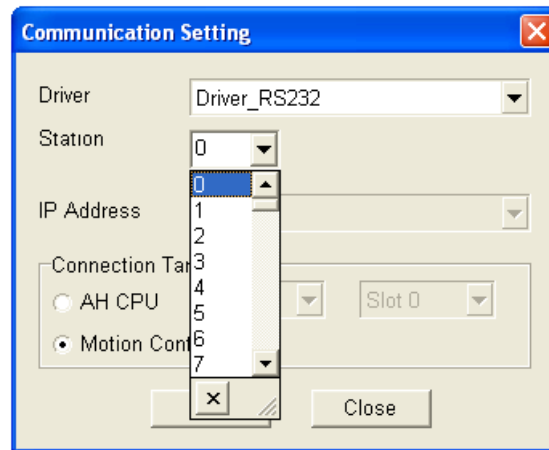 Communication Setting
Driver
Driver_RS232
Station
0
0
1
2
3
4
5
6
7
IP Address
Connection Tar
AH CPU
Slot 0
Motion Cont
Close